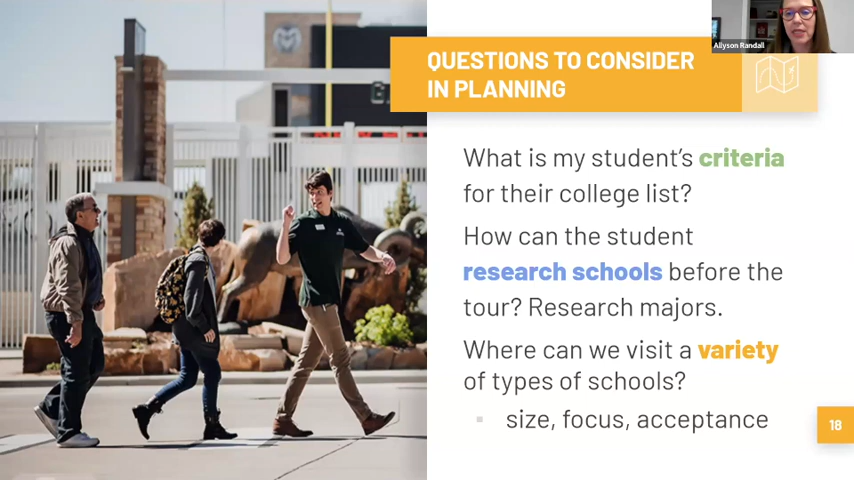 Allyson Randall
QUESTIONS TO CONSIDER
IN PLANNING
What is my student's criteria
for their college list?
How can the student
research schools before the
tour? Research majors.
Where can we visit a variety
of types of schools?
▪ size, focus, acceptance
18